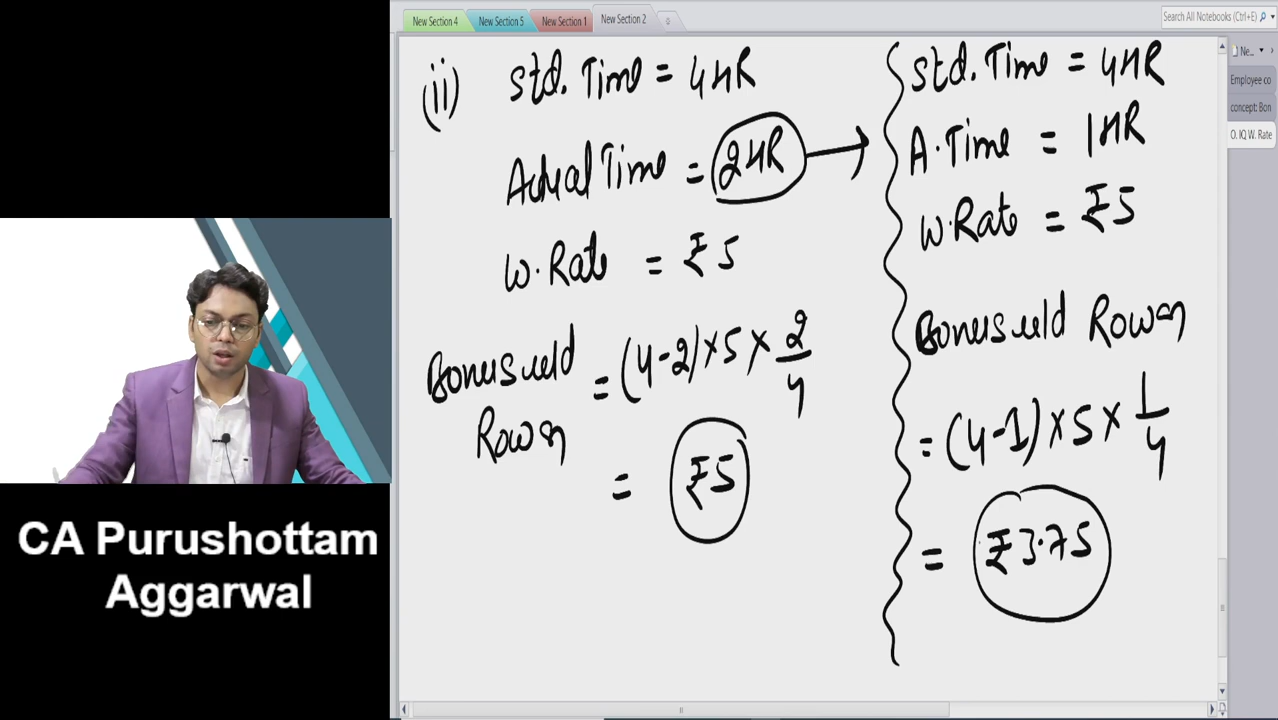 New Section 4
New Section 5
New Section 1
New Section 2
Search All Notebooks (Ctrl+E)
Ne...
Employee co
concept: Bon
O. IQ W. Rate
(ii) Std. Time = 4HR
Actual Time = 2HR
W. Rate = ₹5
Bonus under Rowan = (4-2) × 5 × 2/4
= ₹5
Std. Time = 4HR
A. Time = 1HR
W. Rate = ₹5
Bonus under Rowan
= (4-1) × 5 × 1/4
= ₹3.75
CA Purushottam
Aggarwal